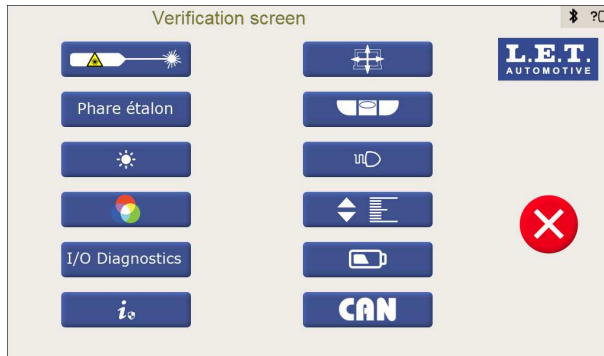 Verification screen
?
L.E.T.
AUTOMOTIVE
Phare étalon
I/O Diagnostics
i
CAN